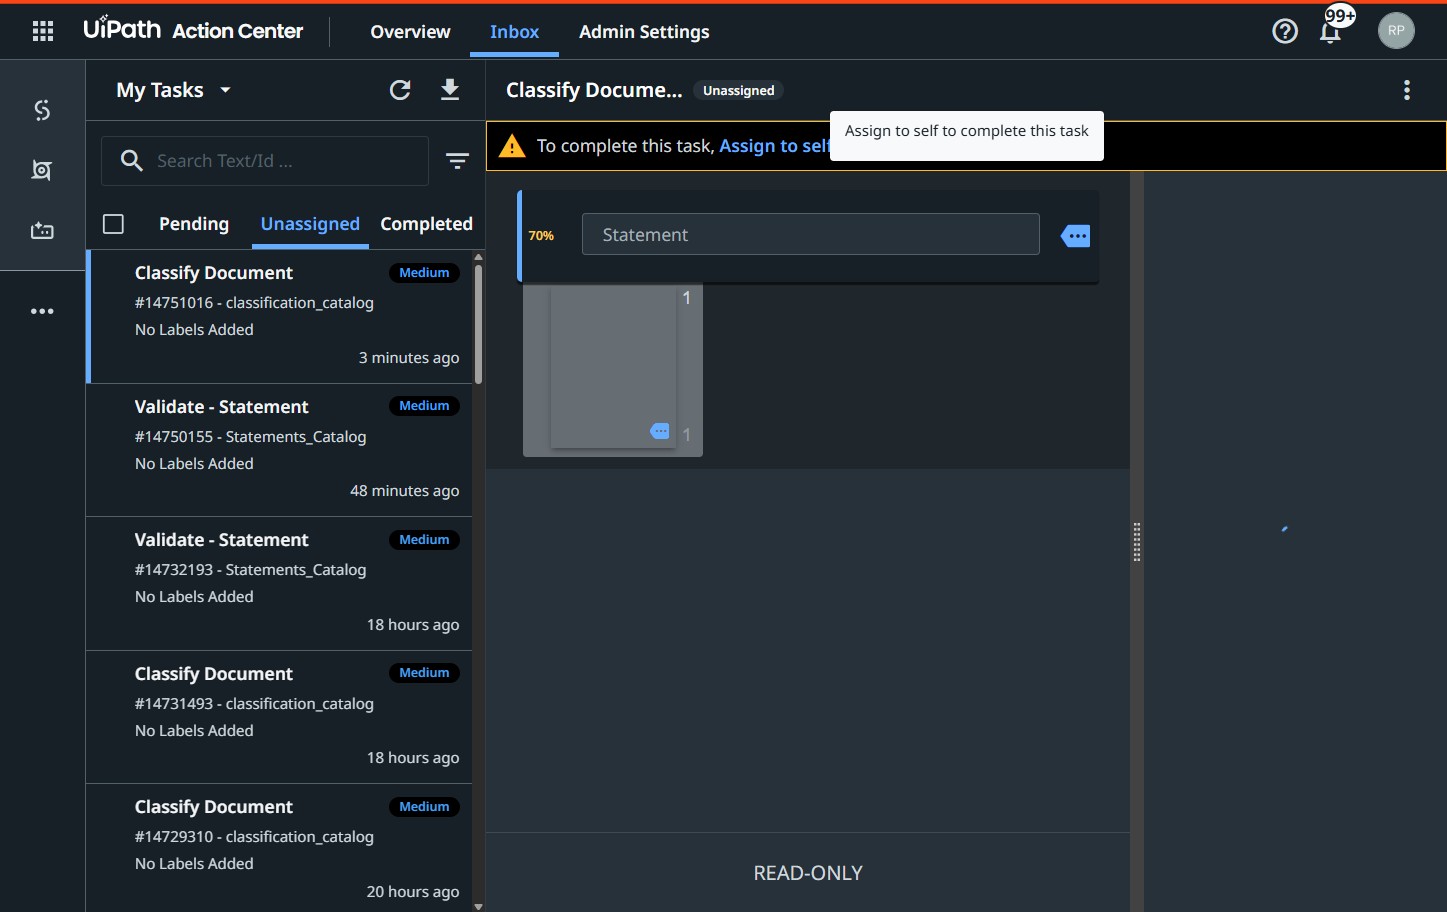 UiPath Action Center
Overview
Inbox
Admin Settings
99+
RP
My Tasks
Classify Docume...
Unassigned
Assign to self to complete this task
To complete this task, Assign to self
Search Text/Id ...
Pending
Unassigned
Completed
70%
Statement
1
1
Classify Document
Medium
#14751016 - classification_catalog
No Labels Added
3 minutes ago
Validate - Statement
Medium
#14750155 - Statements_Catalog
No Labels Added
48 minutes ago
Validate - Statement
Medium
#14732193 - Statements_Catalog
No Labels Added
18 hours ago
Classify Document
Medium
#14731493 - classification_catalog
No Labels Added
18 hours ago
Classify Document
Medium
#14729310 - classification_catalog
No Labels Added
20 hours ago
READ-ONLY